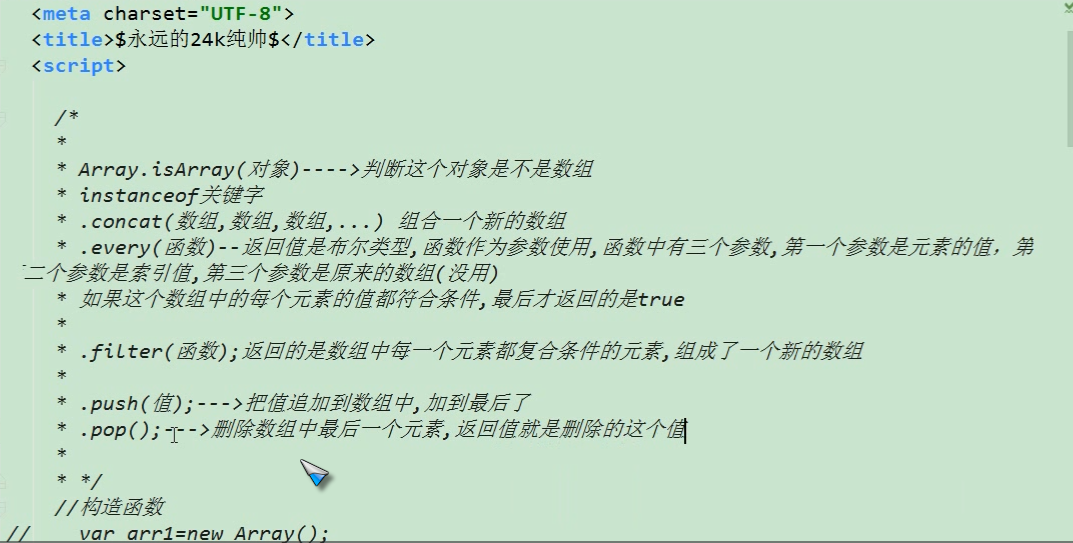 <meta charset="UTF-8">
<title>$永远的24k纯帅$</title>
<script>
/*
*
* Array.isArray(对象)---->判断这个对象是不是数组
* instanceof关键字
* .concat(数组,数组,数组,...) 组合一个新的数组
* .every(函数)--返回值是布尔类型,函数作为参数使用,函数中有三个参数,第一个参数是元素的值，第
二个参数是索引值,第三个参数是原来的数组(没用)
* 如果这个数组中的每个元素的值都符合条件,最后才返回的是true
*
* .filter(函数);返回的是数组中每一个元素都复合条件的元素,组成了一个新的数组
*
* .push(值);--->把值追加到数组中,加到最后了
* .pop();--->删除数组中最后一个元素,返回值就是删除的这个值
*
* */
//构造函数
// var arr1=new Array();